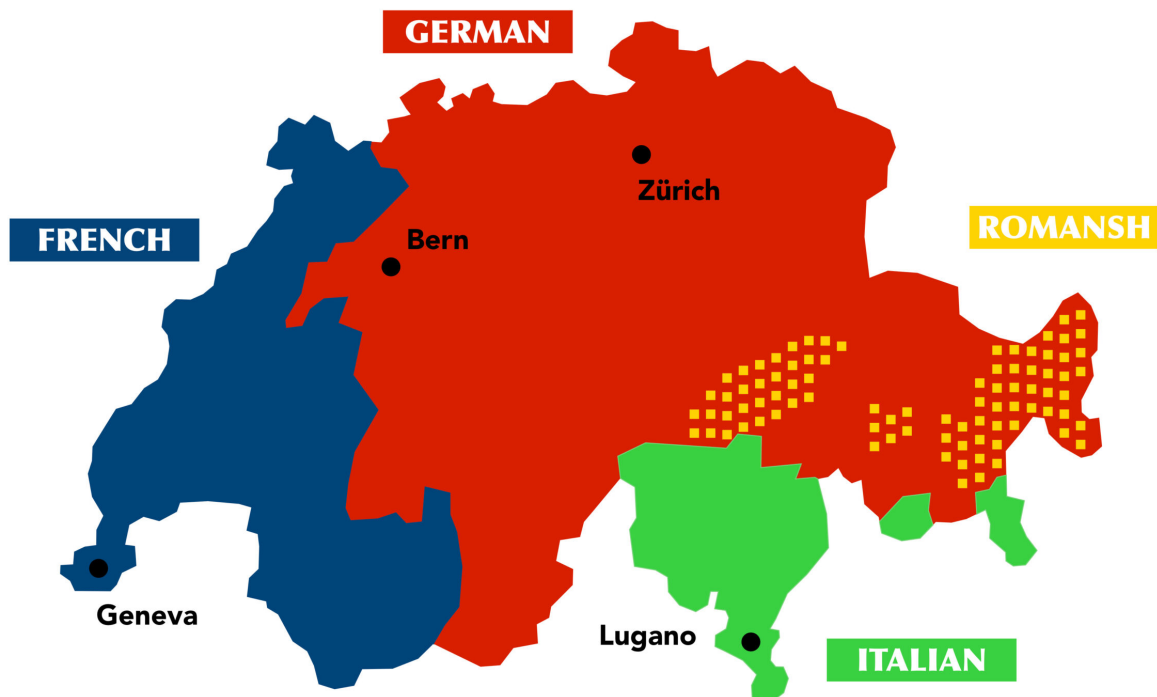 GERMAN
Zürich
FRENCH
Bern
ROMANSH
Geneva
Lugano
ITALIAN